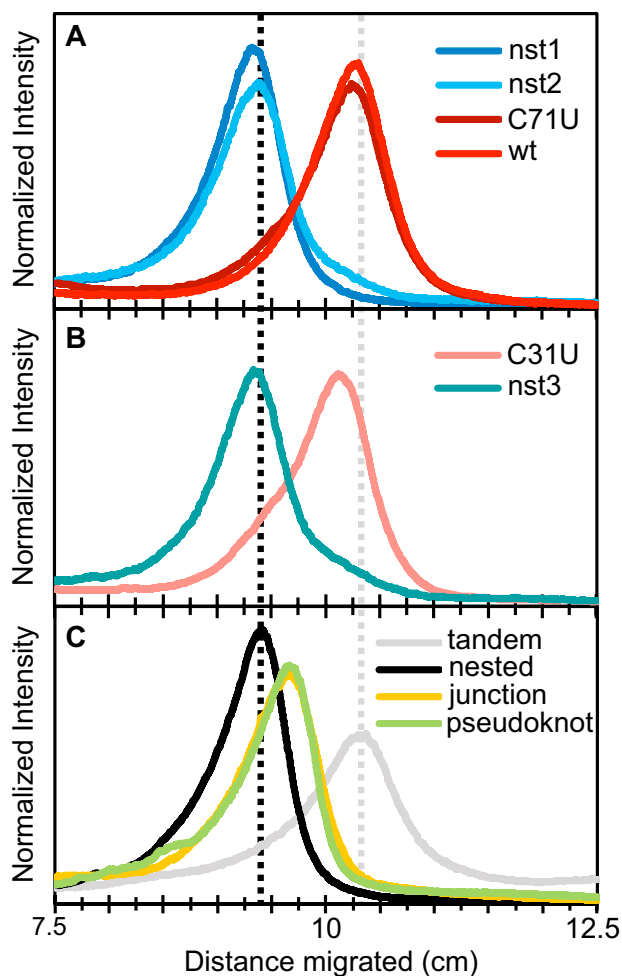 A
nst1
nst2
C71U
wt
Normalized Intensity
B
C31U
nst3
Normalized Intensity
C
tandem
nested
junction
pseudoknot
Normalized Intensity
7.5 10 12.5
Distance migrated (cm)